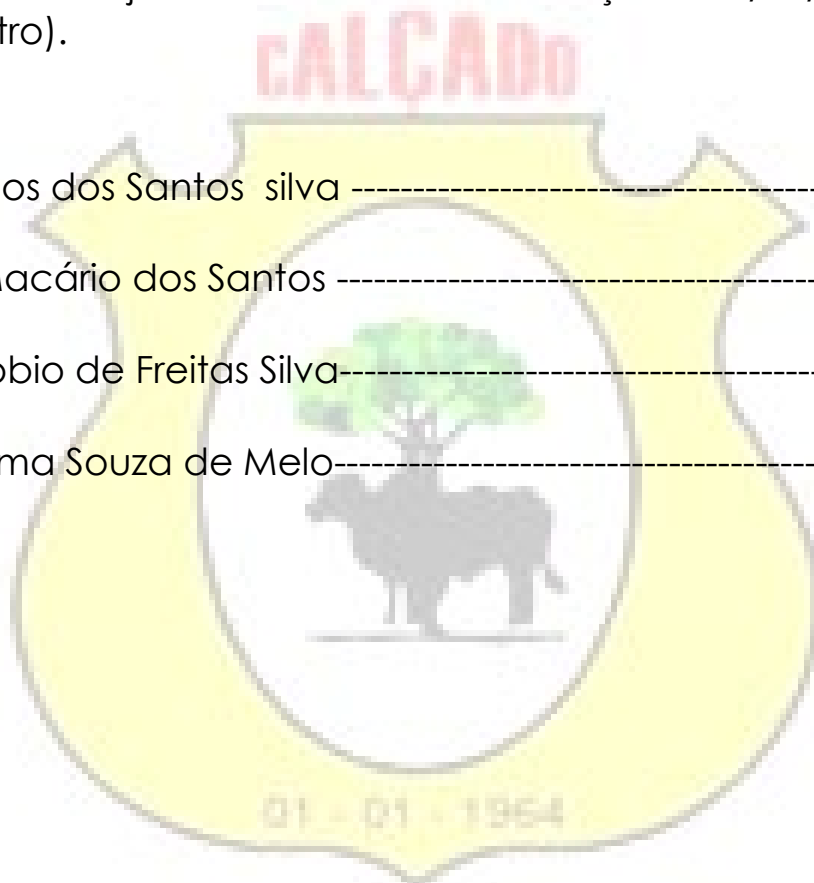 tro).
CALÇADO
os dos Santos silva ----------------------------------------
Macário dos Santos ----------------------------------------
bio de Freitas Silva----------------------------------------
ma Souza de Melo----------------------------------------
01 - 01 - 1964